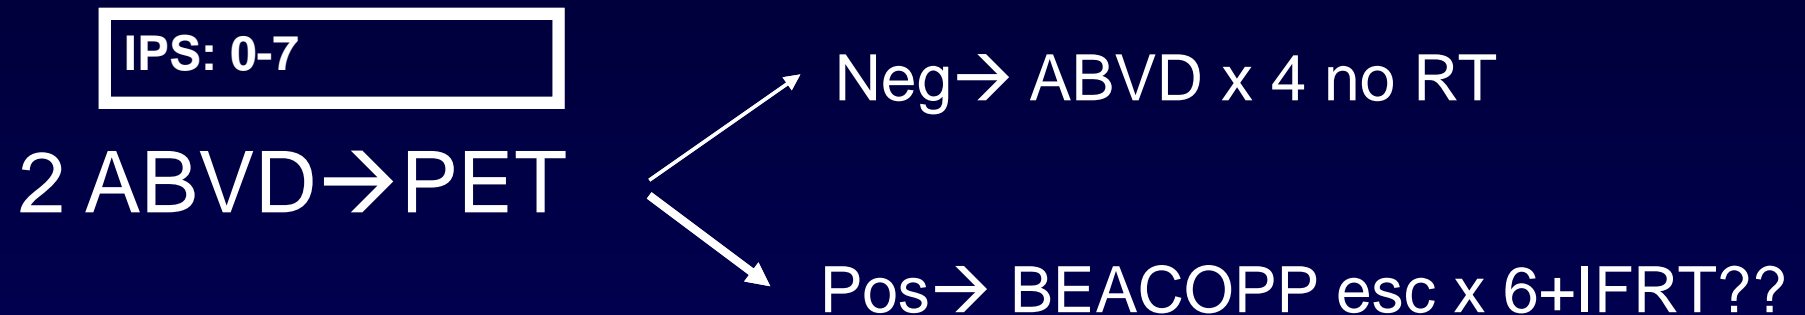 IPS: 0-7
2 ABVD→PET
Neg→ ABVD x 4 no RT
Pos→ BEACOPP esc x 6+IFRT??